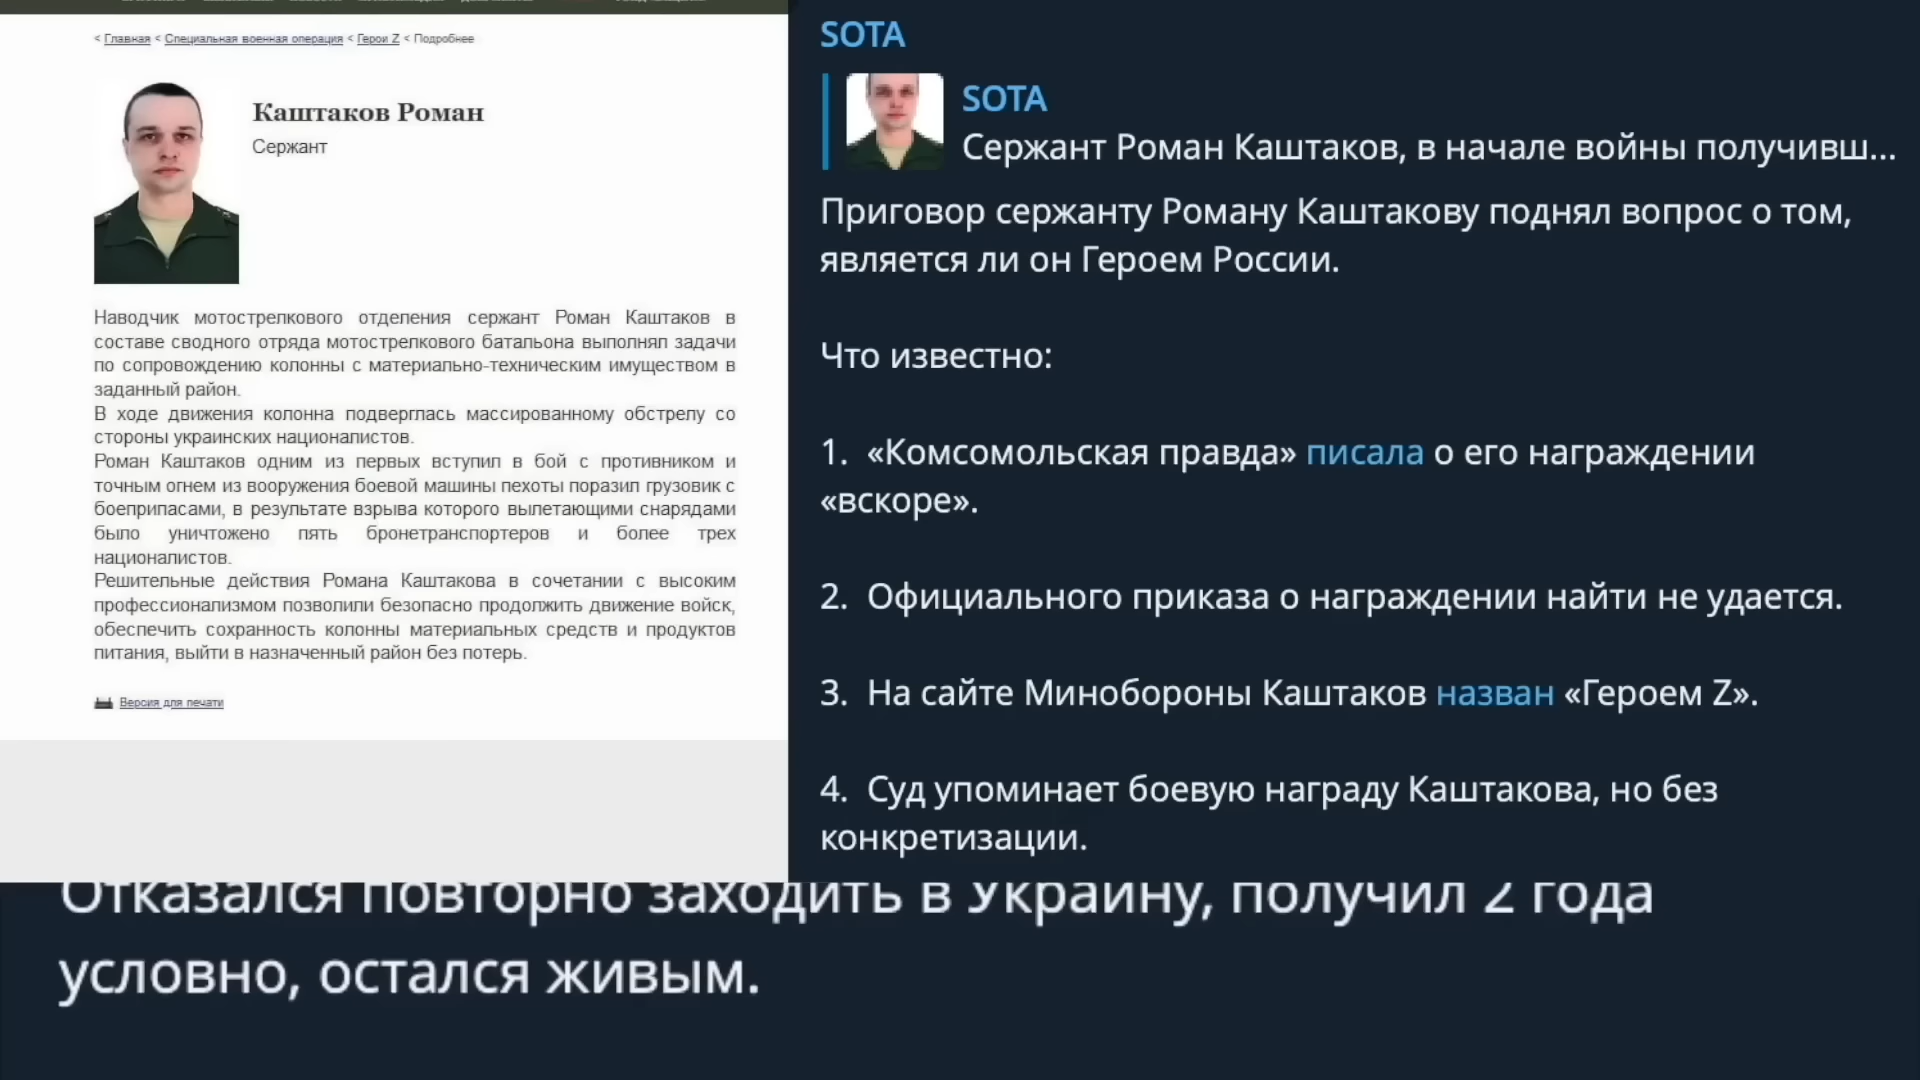 < Главная < Специальная военная операция < Герои Z < Подробнее
Каштаков Роман
Сержант
Наводчик мотострелкового отделения сержант Роман Каштаков в
составе сводного отряда мотострелкового батальона выполнял задачи
по сопровождению колонны с материально-техническим имуществом в
заданный район.
В ходе движения колонна подверглась массированному обстрелу со
стороны украинских националистов.
Роман Каштаков одним из первых вступил в бой с противником и
точным огнем из вооружения боевой машины пехоты поразил грузовик с
боеприпасами, в результате взрыва которого вылетающими снарядами
было уничтожено пять бронетранспортеров и более трех
националистов.
Решительные действия Романа Каштакова в сочетании с высоким
профессионализмом позволили безопасно продолжить движение войск,
обеспечить сохранность колонны материальных средств и продуктов
питания, выйти в назначенный район без потерь.
Версия для печати
SOTA
SOTA
Сержант Роман Каштаков, в начале войны получивш...
Приговор сержанту Роману Каштакову поднял вопрос о том,
является ли он Героем России.
Что известно:
1. «Комсомольская правда» писала о его награждении
«вскоре».
2. Официального приказа о награждении найти не удается.
3. На сайте Минобороны Каштаков назван «Героем Z».
4. Суд упоминает боевую награду Каштакова, но без
конкретизации.
Отказался повторно заходить в Украину, получил 2 года
условно, остался живым.